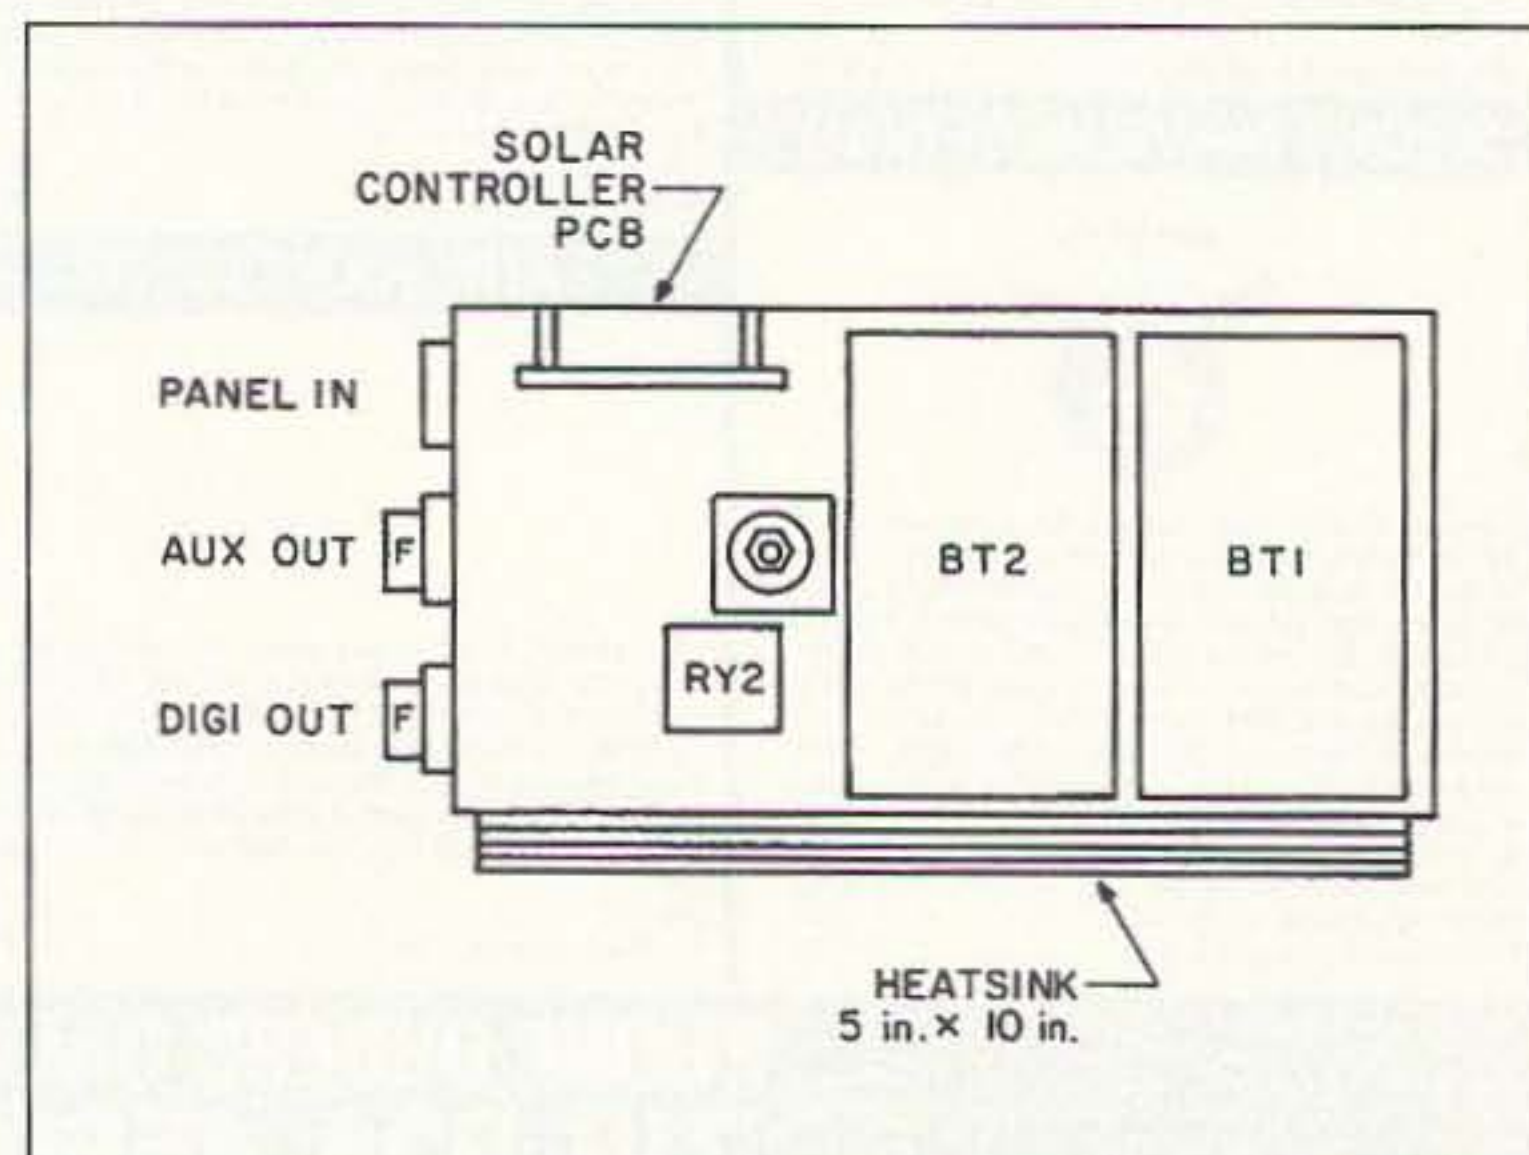 SOLAR
CONTROLLER
PCB
PANEL IN
AUX OUT
F
BT2
BT1
RY2
DIGI OUT
F
HEATSINK
5 in. × 10 in.